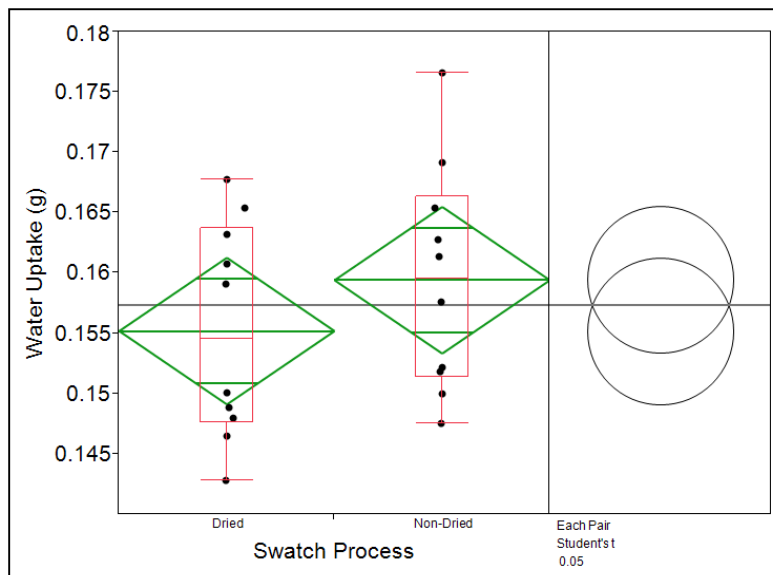 0.18
0.175
0.17
0.165
0.16
0.155
0.15
0.145
Water Uptake (g)
Dried
Non-Dried
Swatch Process
Each Pair
Student's t
0.05